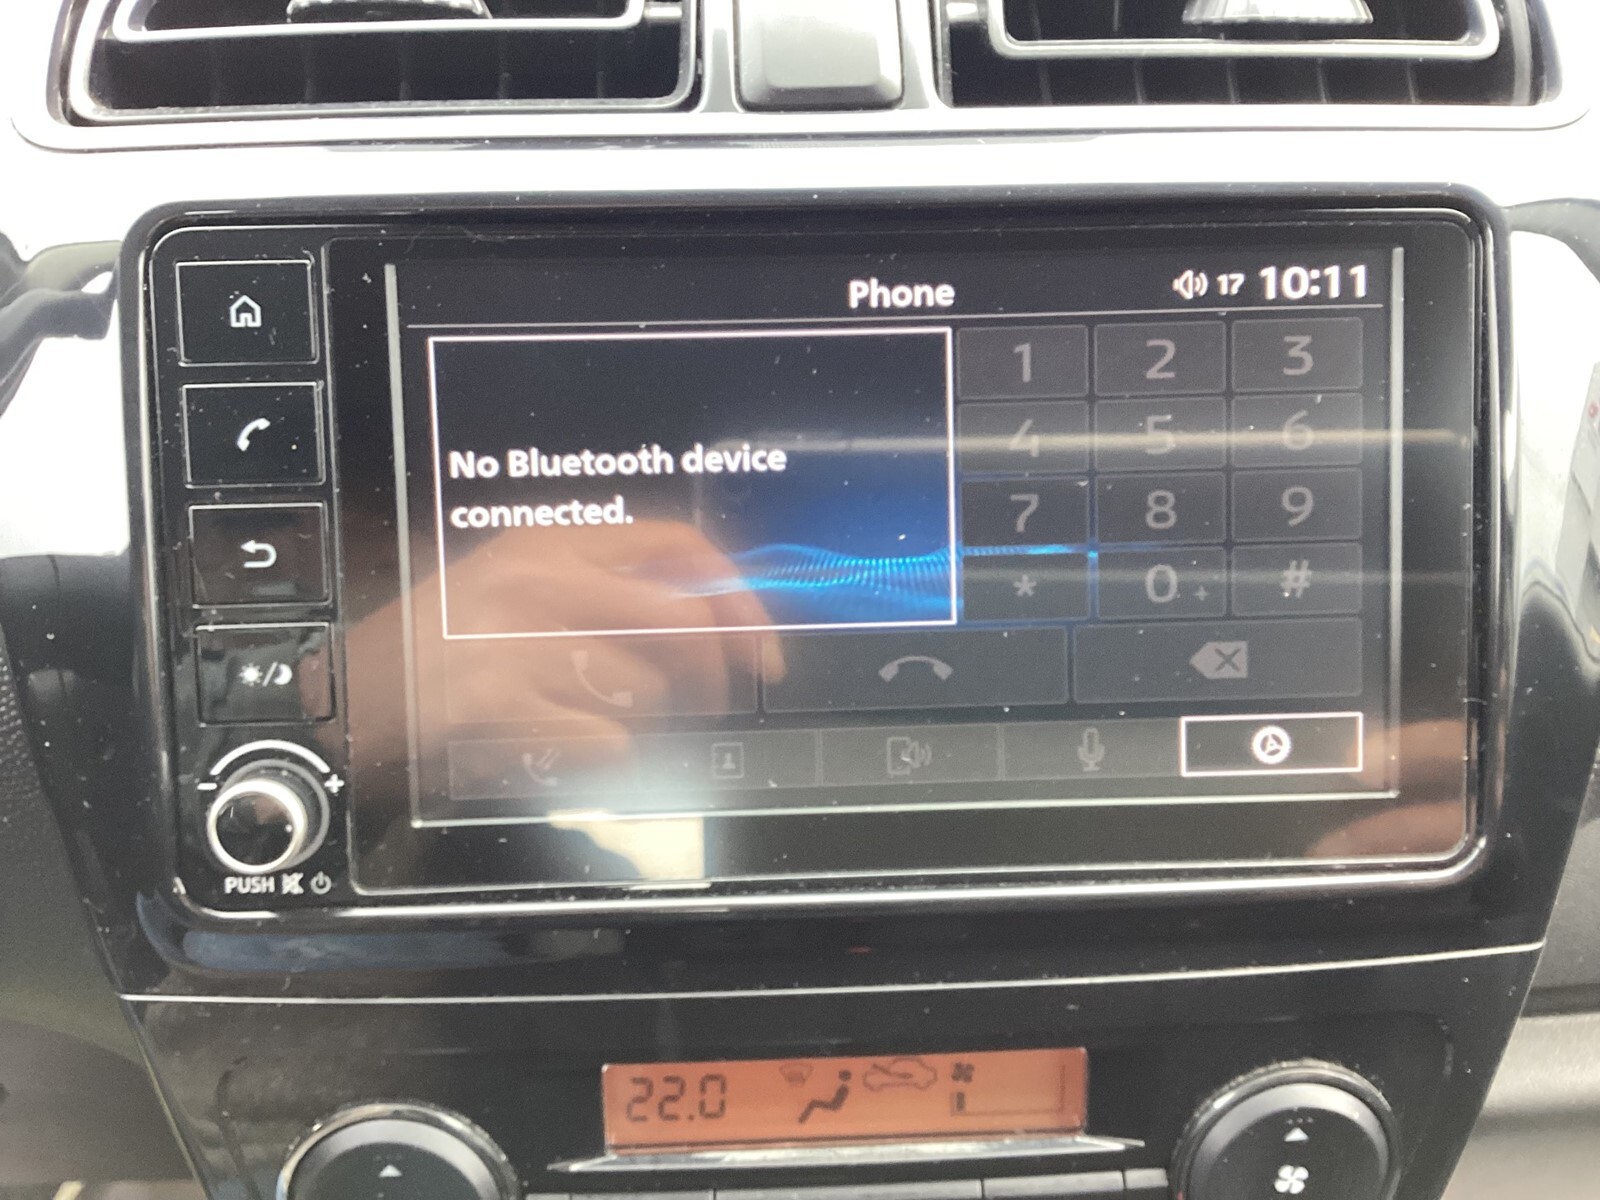 Phone
17 10:11
No Bluetooth device
connected.
1 2 3
4 5 6
7 8 9
* 0 + #
- +
PUSH
22.0